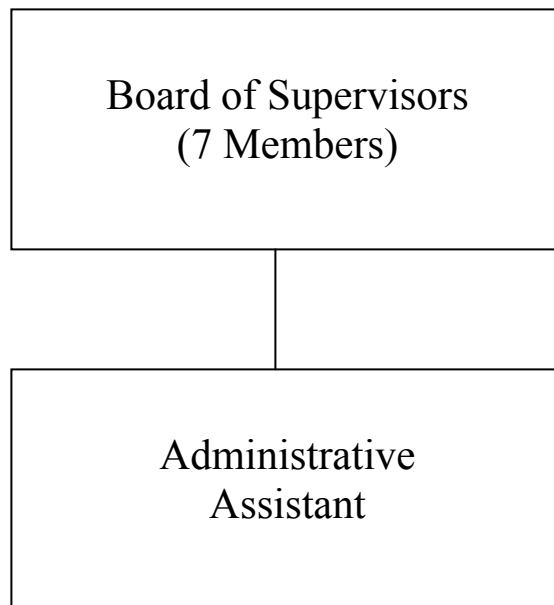 Board of Supervisors
(7 Members)
Administrative
Assistant